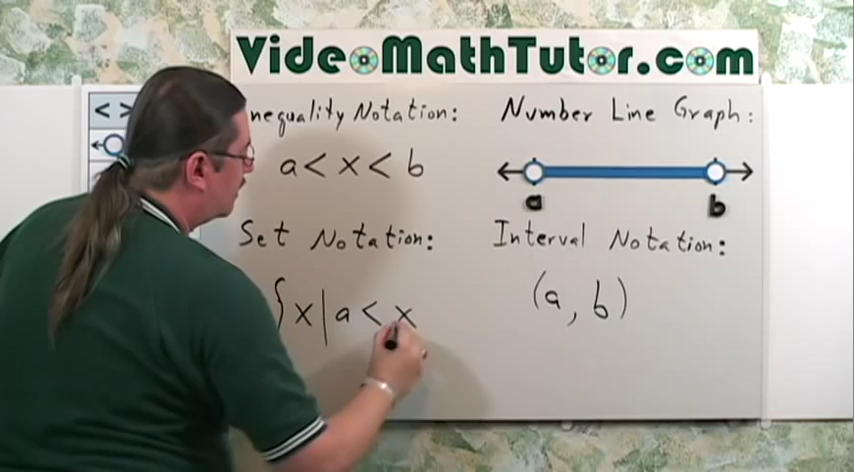 VideoMathTutor.com
< >
nequality Notation:
a < x < b
Number Line Graph:
a b
Set Notation:
{x|a < x
Interval Notation:
(a, b)